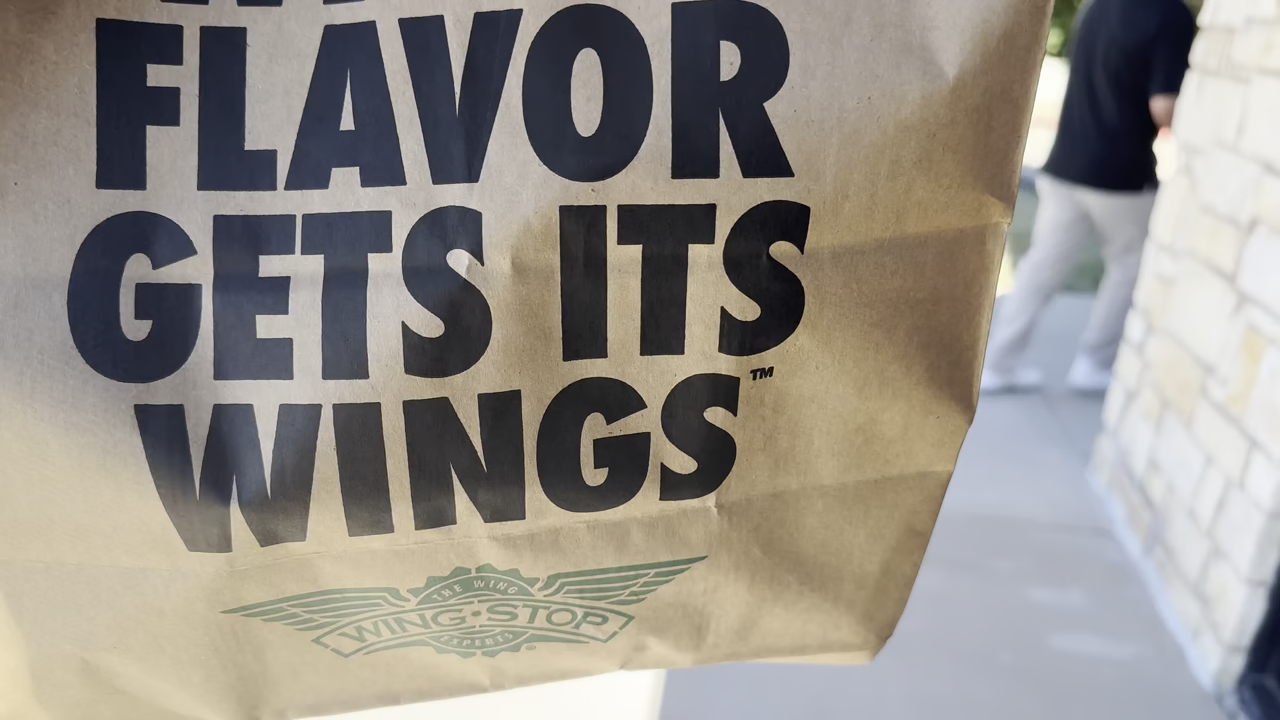 FLAVOR
GETS ITS
WINGS™
THE WING
WING·STOP
EXPERTS
®